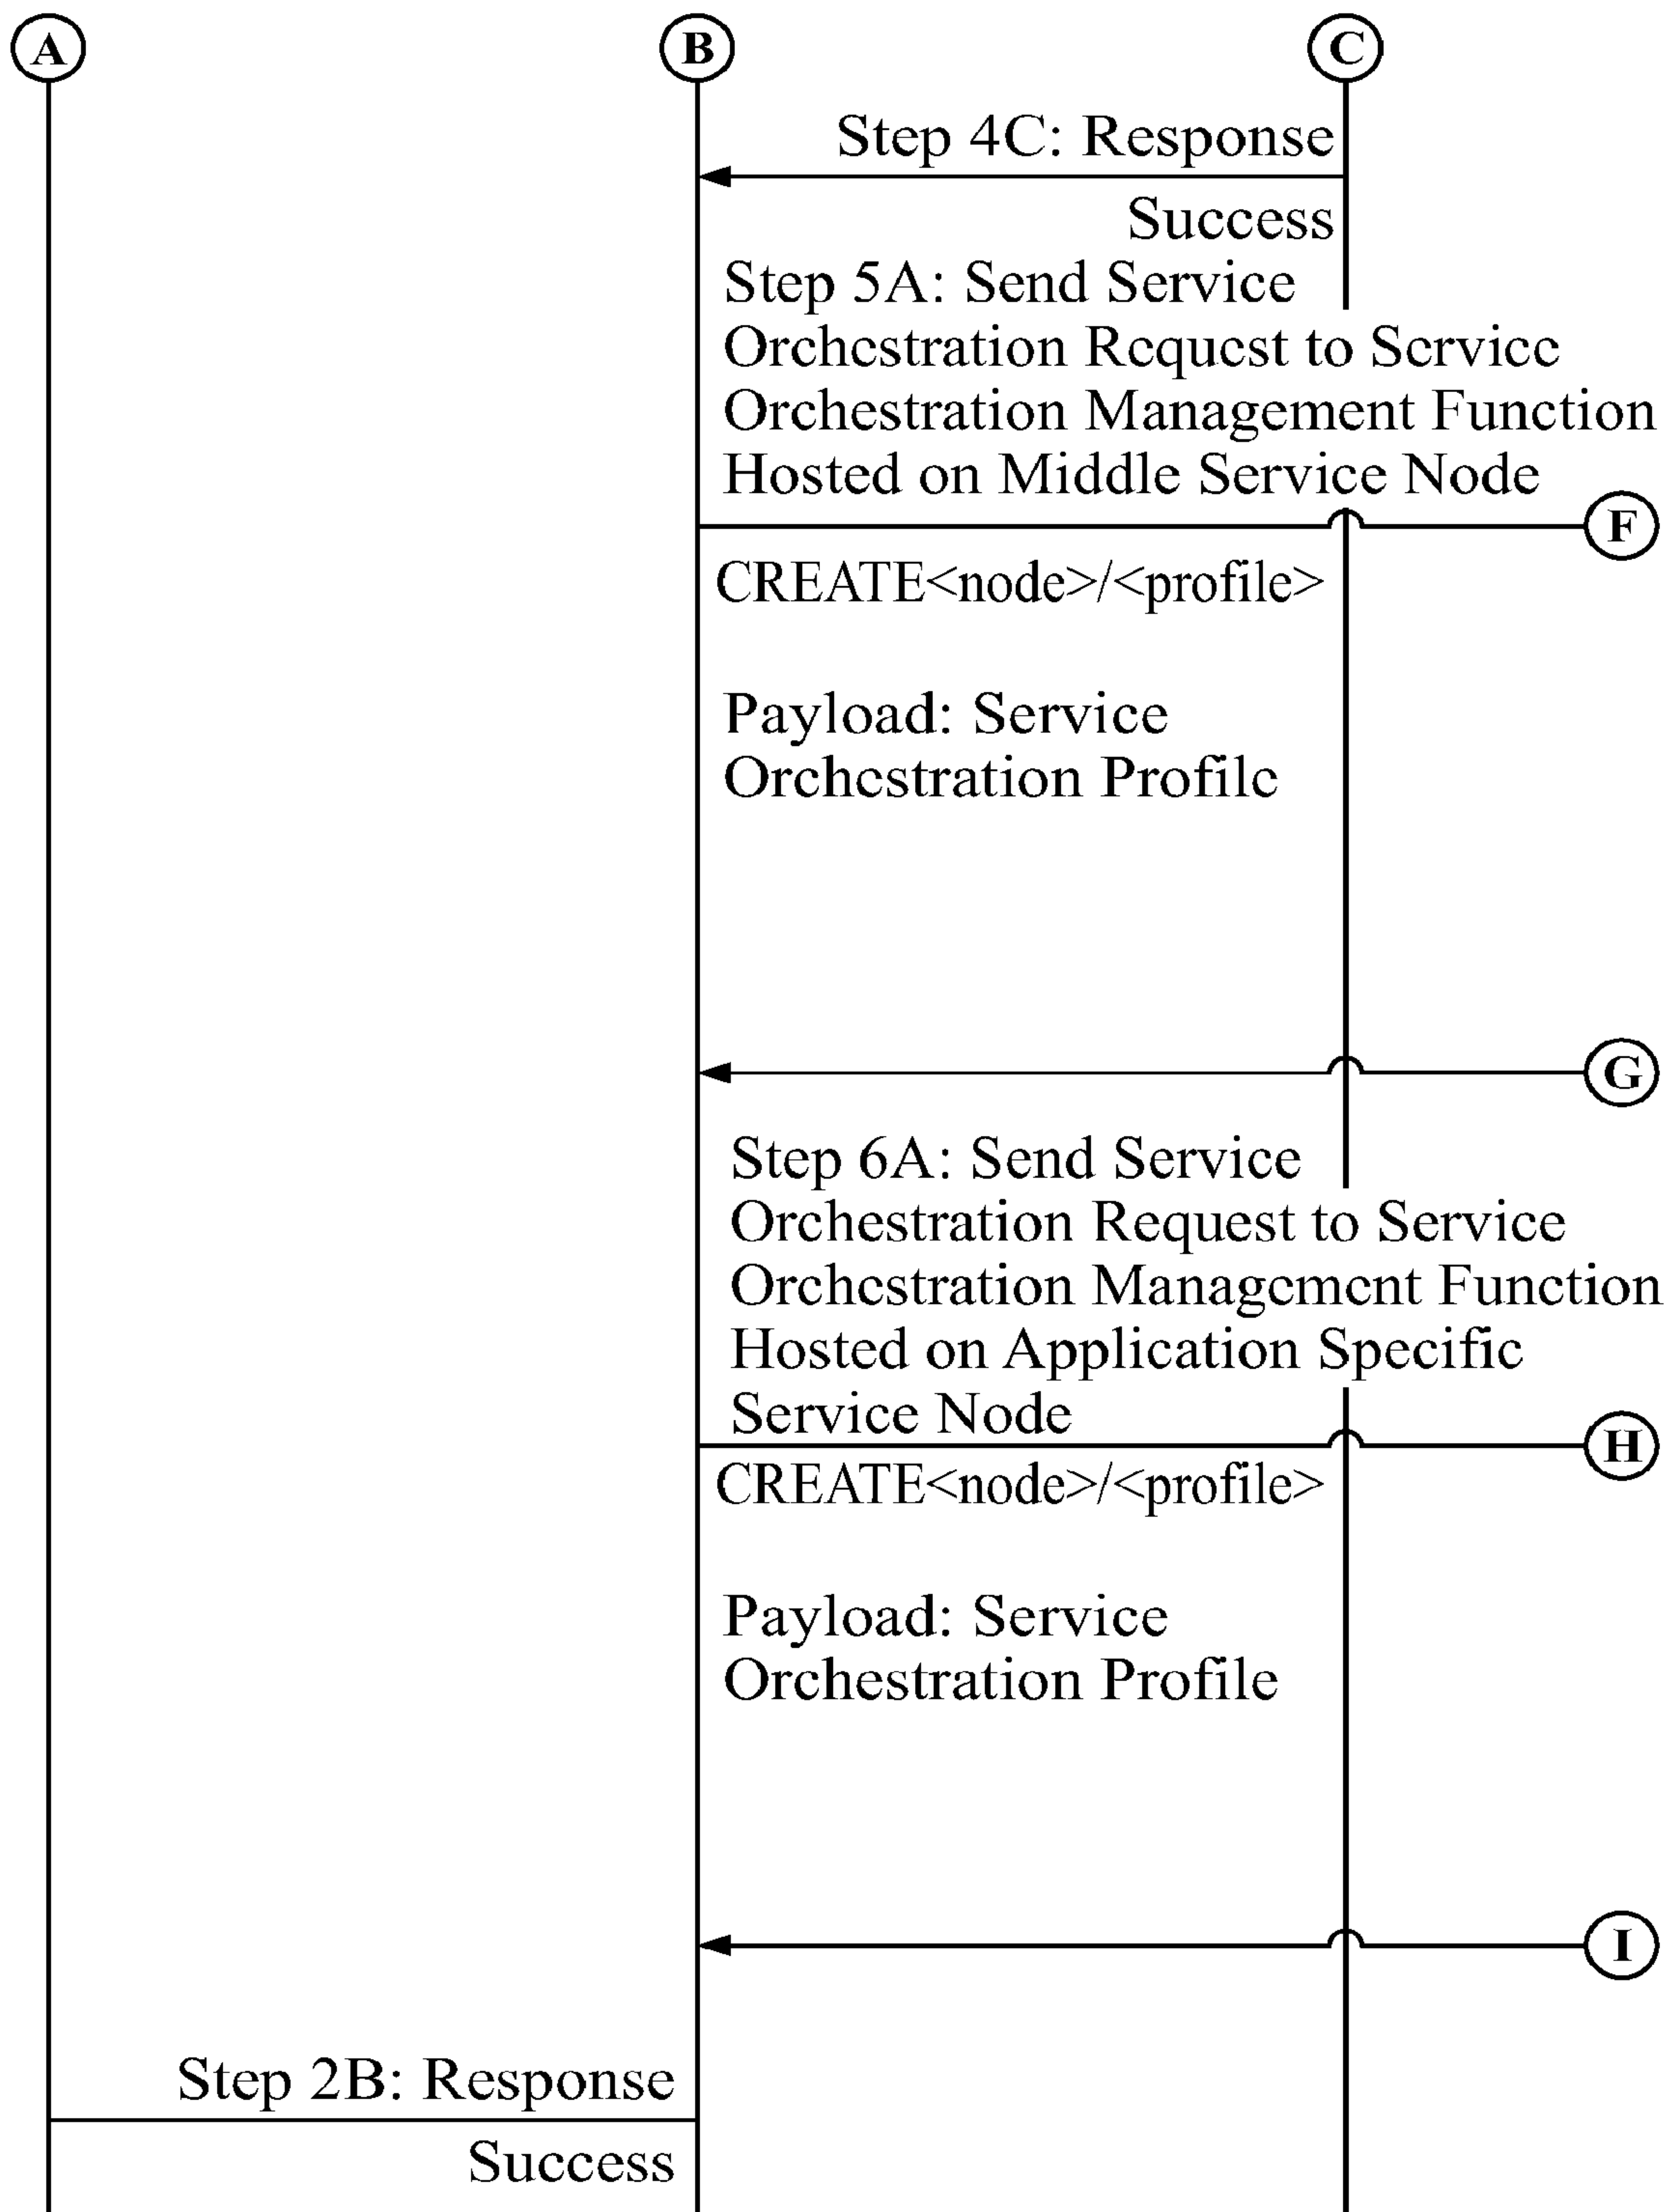 A
B
C
Step 4C: Response
Success
Step 5A: Send Service
Orchestration Request to Service
Orchestration Management Function
Hosted on Middle Service Node
F
CREATE<node>/<profile>
Payload: Service
Orchestration Profile
G
Step 6A: Send Service
Orchestration Request to Service
Orchestration Management Function
Hosted on Application Specific
Service Node
H
CREATE<node>/<profile>
Payload: Service
Orchestration Profile
I
Step 2B: Response
Success